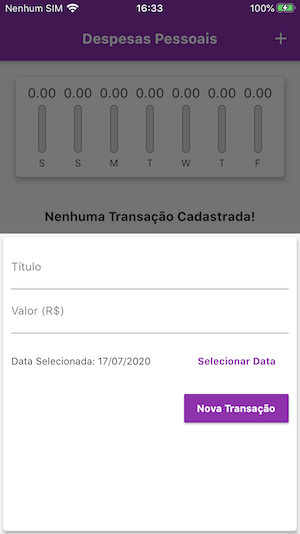 Nenhum SIM 16:33 100%
Despesas Pessoais +
0.00 0.00 0.00 0.00 0.00 0.00 0.00
S S M T W T F
Nenhuma Transação Cadastrada!
Título
Valor (R$)
Data Selecionada: 17/07/2020 Selecionar Data
Nova Transação